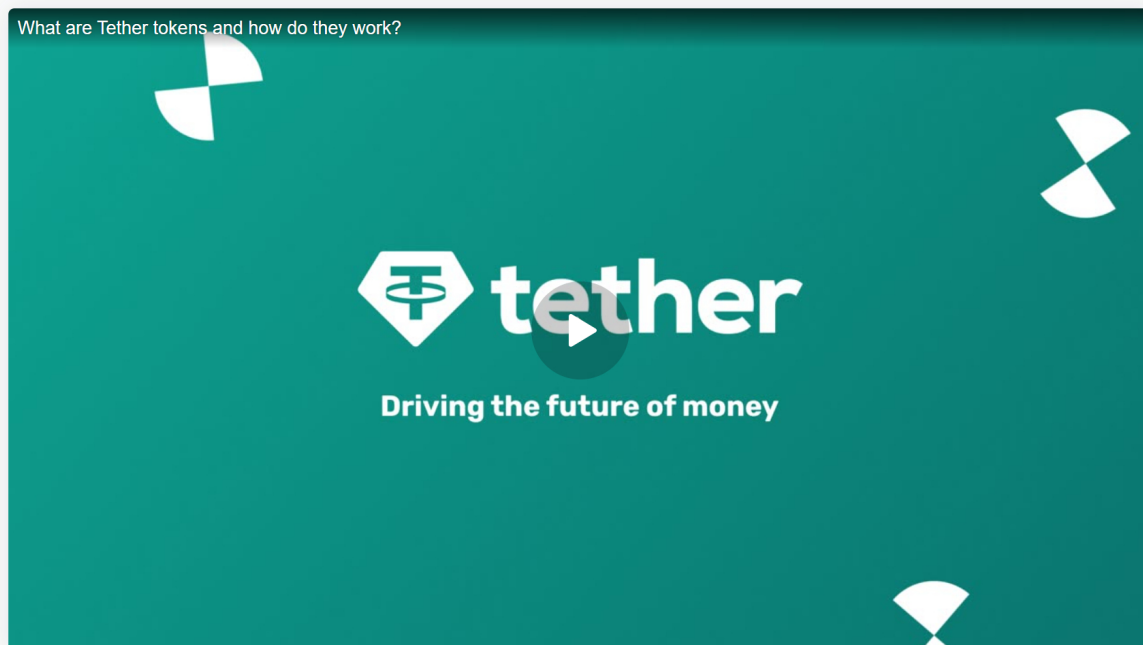 What are Tether tokens and how do they work?
tether
Driving the future of money